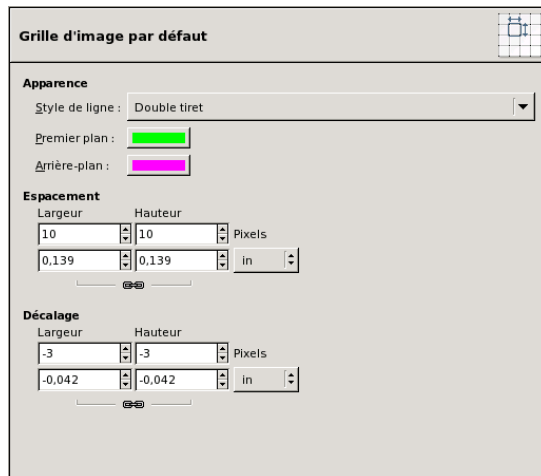 Grille d'image par défaut
Apparence
Style de ligne : Double tiret
Premier plan :
Arrière-plan :
Espacement
Largeur Hauteur
10 10 Pixels
0,139 0,139 in
Décalage
Largeur Hauteur
-3 -3 Pixels
-0,042 -0,042 in